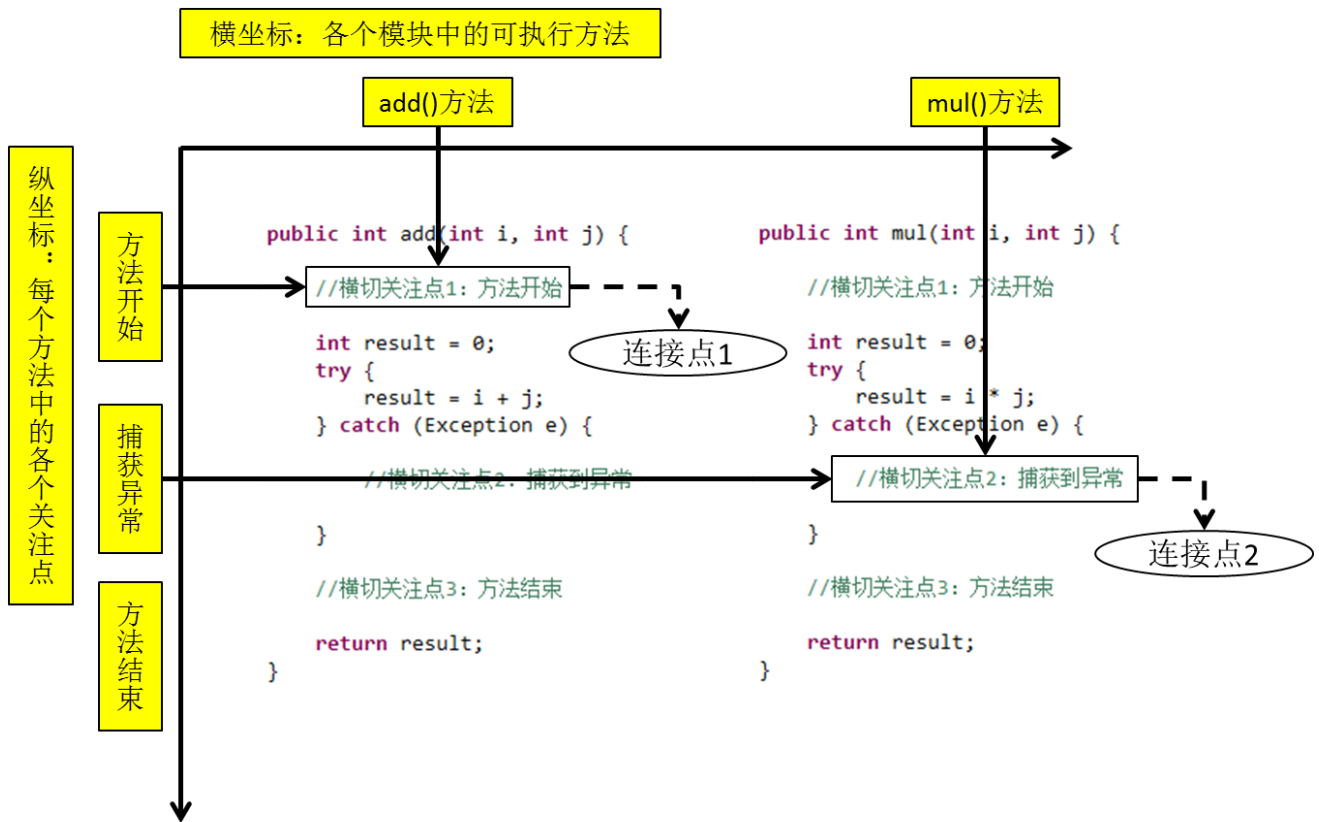 横坐标：各个模块中的可执行方法
add()方法
mul()方法
纵坐标：每个方法中的各个关注点
方法开始
捕获异常
方法结束
public int add(int i, int j) {
//横切关注点1：方法开始
int result = 0;
try {
result = i + j;
} catch (Exception e) {
//横切关注点2：捕获到异常
}
//横切关注点3：方法结束
return result;
}
连接点1
public int mul(int i, int j) {
//横切关注点1：方法开始
int result = 0;
try {
result = i * j;
} catch (Exception e) {
//横切关注点2：捕获到异常
}
//横切关注点3：方法结束
return result;
}
连接点2